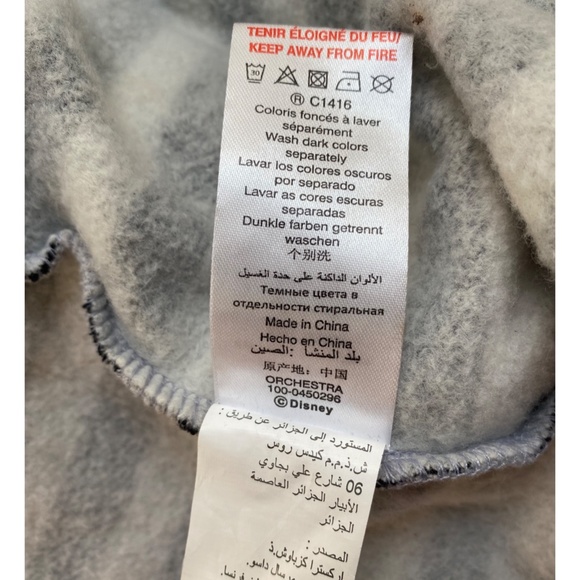 TENIR ÉLOIGNÉ DU FEU/
KEEP AWAY FROM FIRE
30
Ⓡ C1416
Coloris foncés à laver
séparément
Wash dark colors
separately
Lavar los colores oscuros
por separado
Lavar as cores escuras
separadas
Dunkle farben getrennt
waschen
个别洗
الألوان الداكنة على حدة الغسيل
Темные цвета в
отдельности стиральная
Made in China
Hecho en China
بلد المنشأ: الصين
原产地：中国
ORCHESTRA
100-0450296
© Disney
المستورد إلى الجزائر عن طريق :
ش.ذ.م.م كيس روس
06 شارع علي بجاوي
الأبيار الجزائر العاصمة
الجزائر
المصدر :